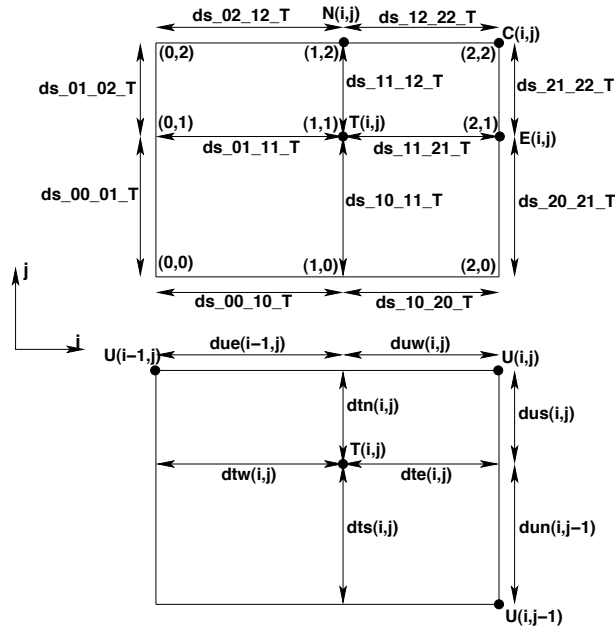 ds_02_12_T N(i,j) ds_12_22_T
C(i,j)
(0,2) (1,2) (2,2)
ds_01_02_T ds_11_12_T ds_21_22_T
(0,1) (1,1) T(i,j) (2,1)
E(i,j)
ds_01_11_T ds_11_21_T
ds_00_01_T ds_10_11_T ds_20_21_T
(0,0) (1,0) (2,0)
j
ds_00_10_T ds_10_20_T
i
U(i−1,j) due(i−1,j) duw(i,j) U(i,j)
dtn(i,j) dus(i,j)
T(i,j)
dtw(i,j) dte(i,j)
dts(i,j) dun(i,j−1)
U(i,j−1)